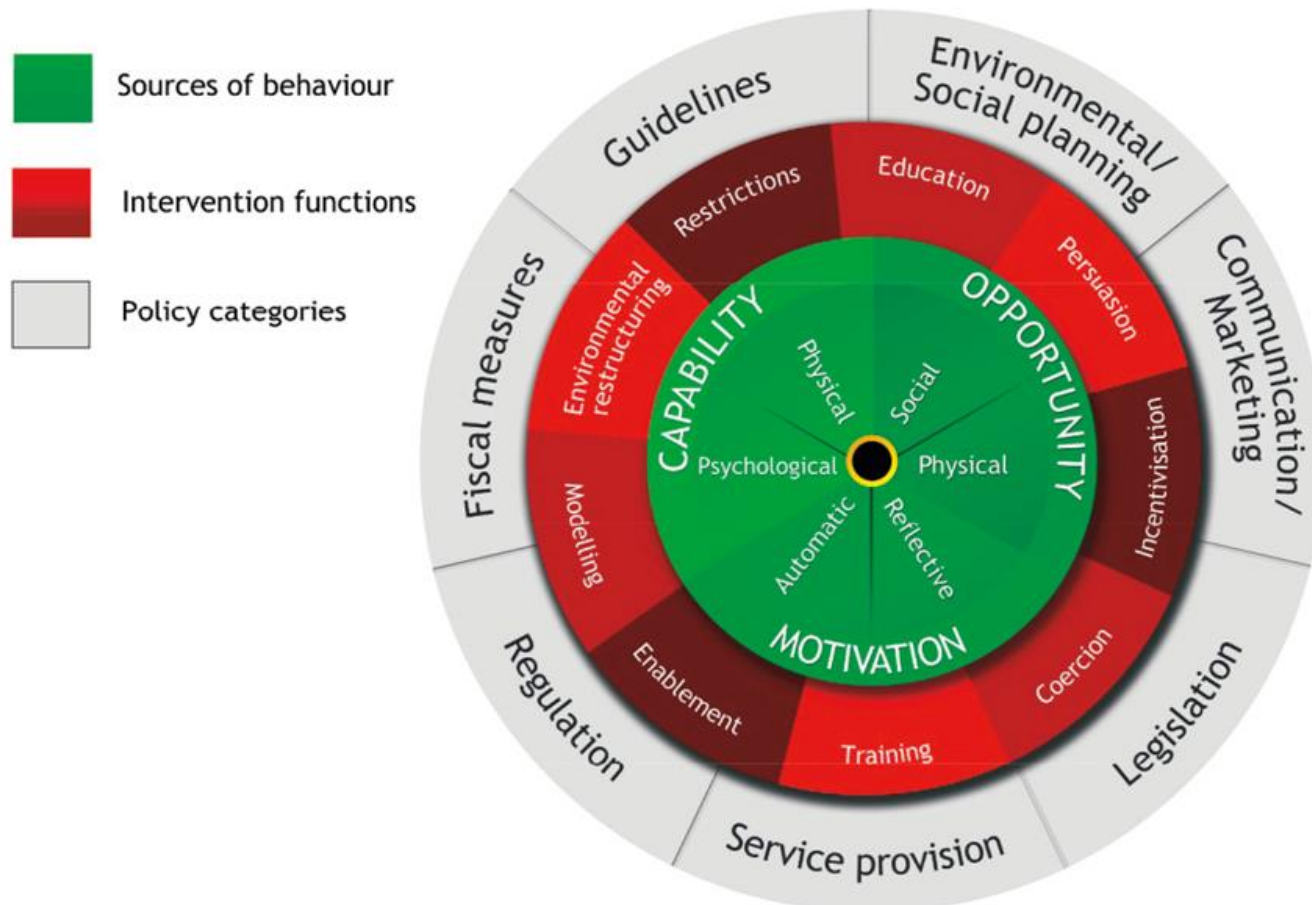 Sources of behaviour
Intervention functions
Policy categories
Guidelines
Environmental/
Social planning
Communication/
Marketing
Legislation
Service provision
Regulation
Fiscal measures
Restrictions
Education
Persuasion
Incentivisation
Coercion
Training
Enablement
Modelling
Environmental
restructuring
CAPABILITY
OPPORTUNITY
MOTIVATION
Physical
Social
Physical
Reflective
Automatic
Psychological